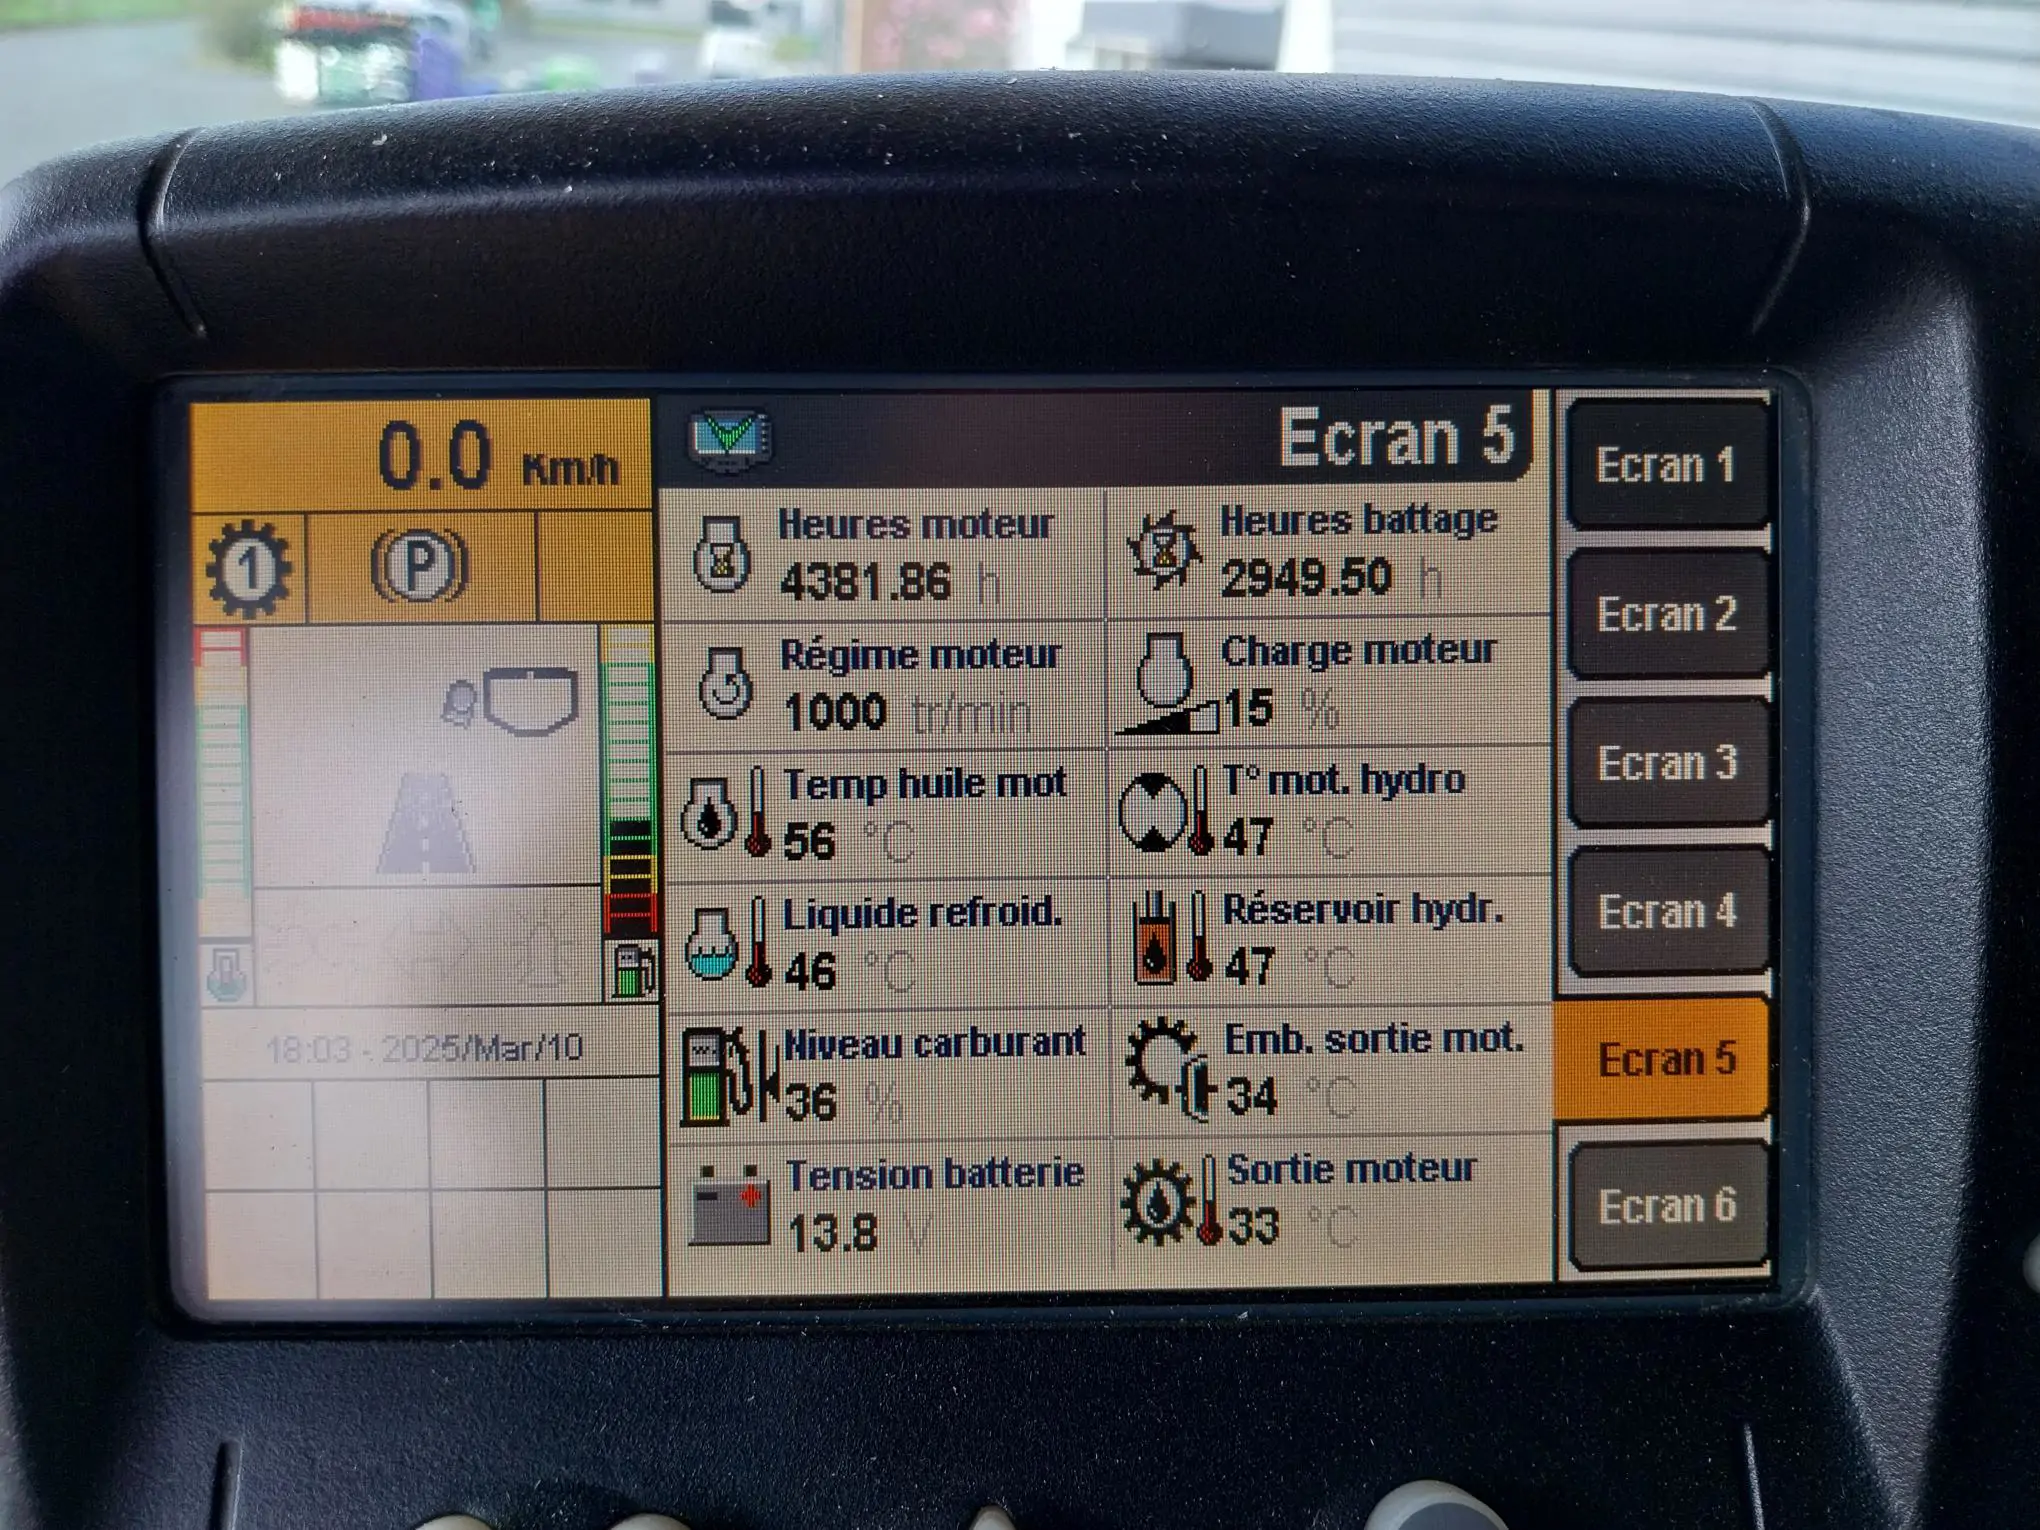 0.0 Km/h
1
P
18:03 - 2025/Mar/10
Ecran 5
Heures moteur
4381.86 h
Heures battage
2949.50 h
Régime moteur
1000 tr/min
Charge moteur
15 %
Temp huile mot
56 °C
T° mot. hydro
47 °C
Liquide refroid.
46 °C
Réservoir hydr.
47 °C
Niveau carburant
36 %
Emb. sortie mot.
34 °C
Tension batterie
13.8 V
Sortie moteur
33 °C
Ecran 1
Ecran 2
Ecran 3
Ecran 4
Ecran 5
Ecran 6